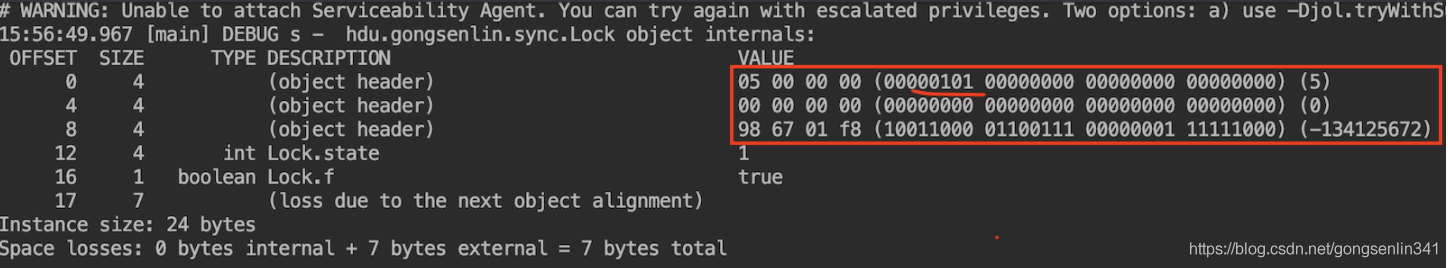 # WARNING: Unable to attach Serviceability Agent. You can try again with escalated privileges. Two options: a) use -Djol.tryWithS
15:56:49.967 [main] DEBUG s -  hdu.gongsenlin.sync.Lock object internals:
OFFSET  SIZE      TYPE DESCRIPTION                               VALUE
0     4           (object header)                           05 00 00 00 (00000101 00000000 00000000 00000000) (5)
4     4           (object header)                           00 00 00 00 (00000000 00000000 00000000 00000000) (0)
8     4           (object header)                           98 67 01 f8 (10011000 01100111 00000001 11111000) (-134125672)
12     4       int Lock.state                                1
16     1   boolean Lock.f                                    true
17     7           (loss due to the next object alignment)
Instance size: 24 bytes
Space losses: 0 bytes internal + 7 bytes external = 7 bytes total
https://blog.csdn.net/gongsenlin341